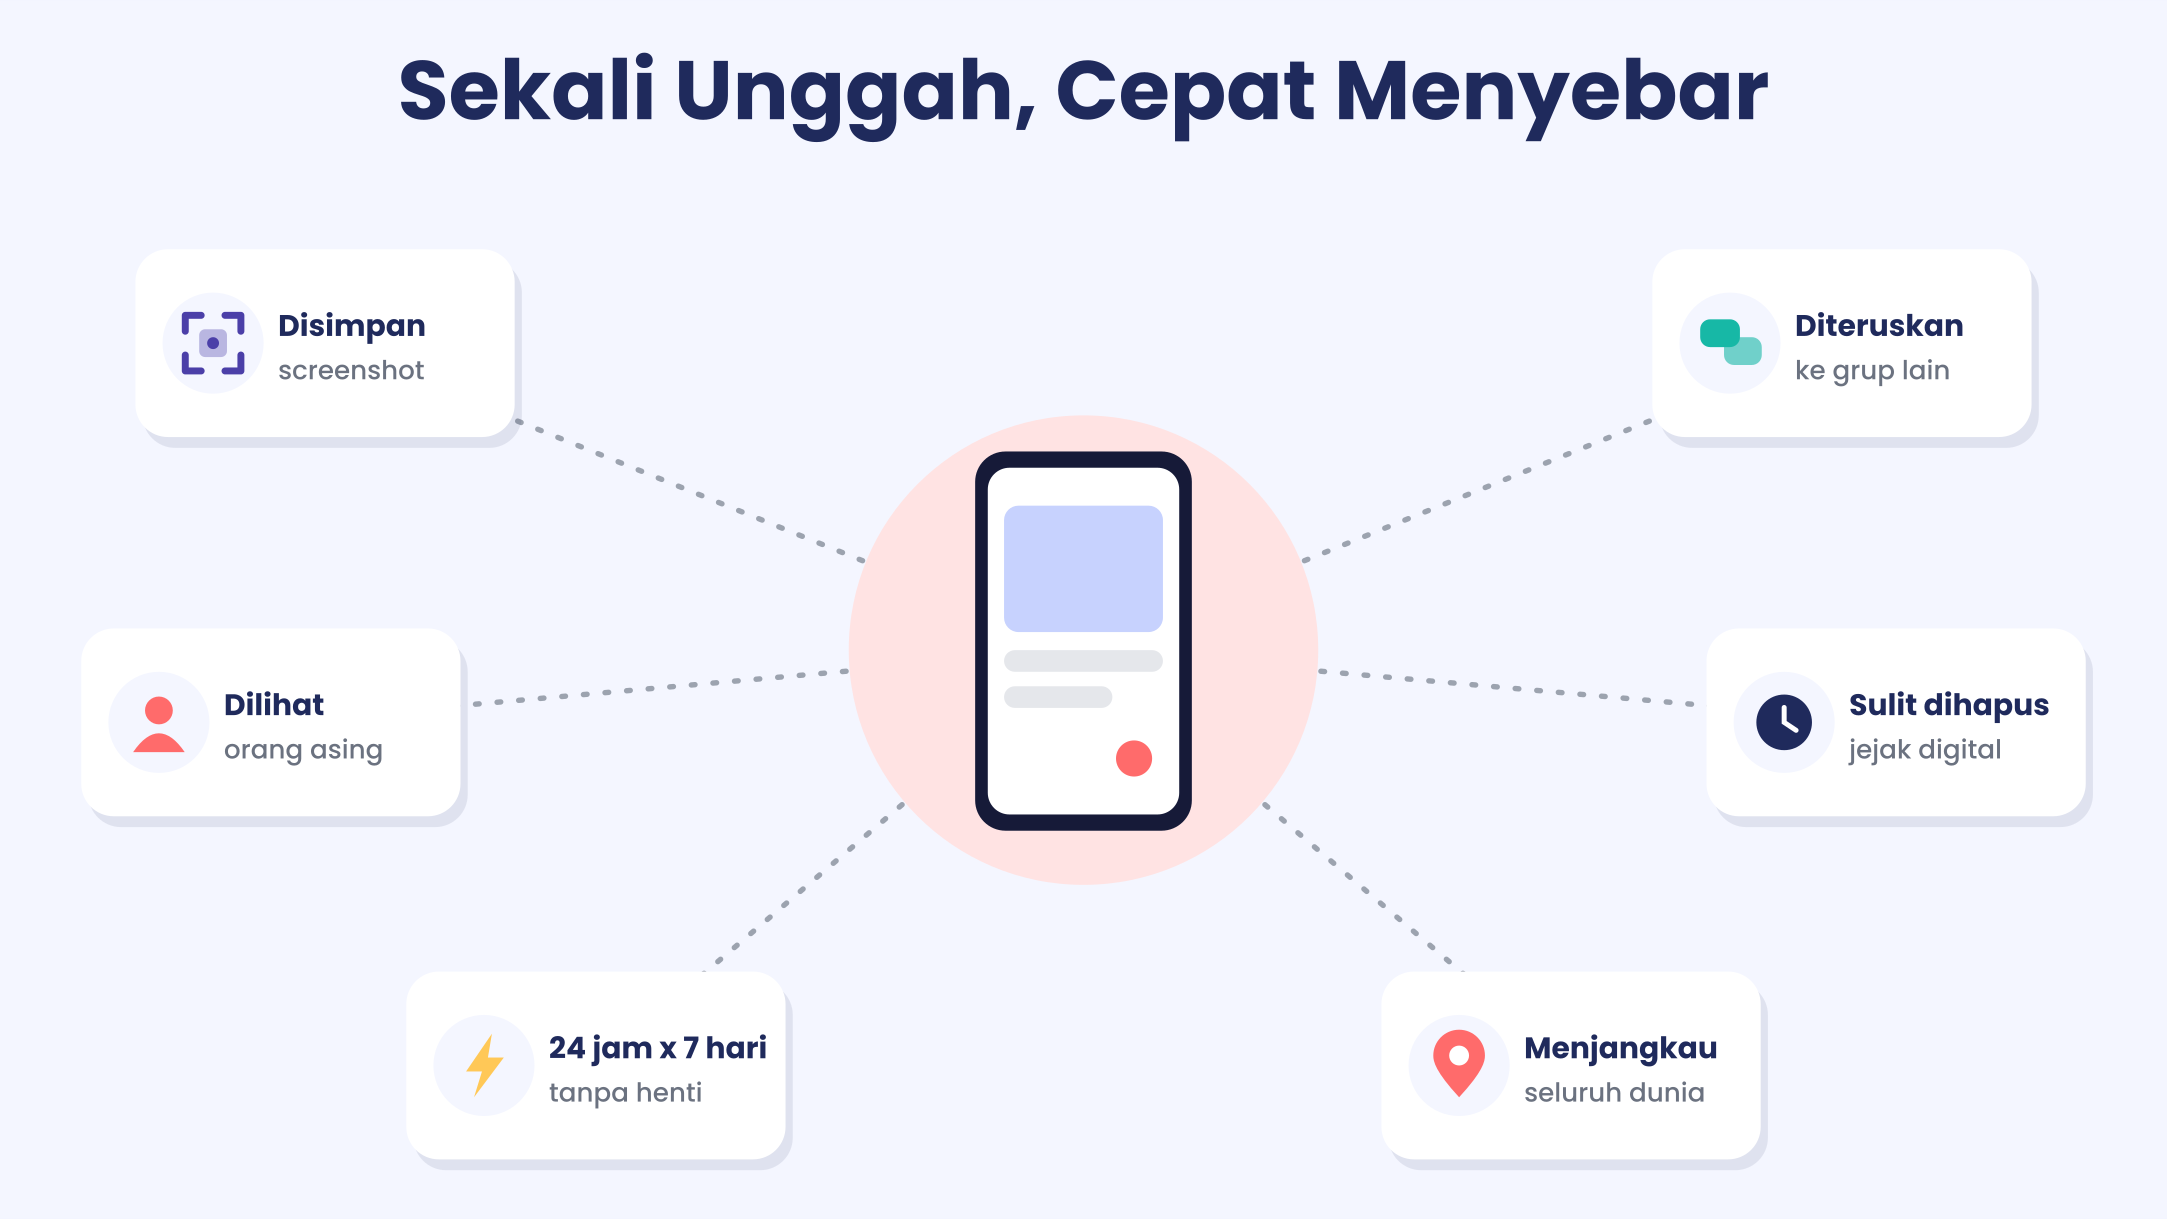 Sekali Unggah, Cepat Menyebar
Disimpan
screenshot
Diteruskan
ke grup lain
Dilihat
orang asing
Sulit dihapus
jejak digital
24 jam x 7 hari
tanpa henti
Menjangkau
seluruh dunia